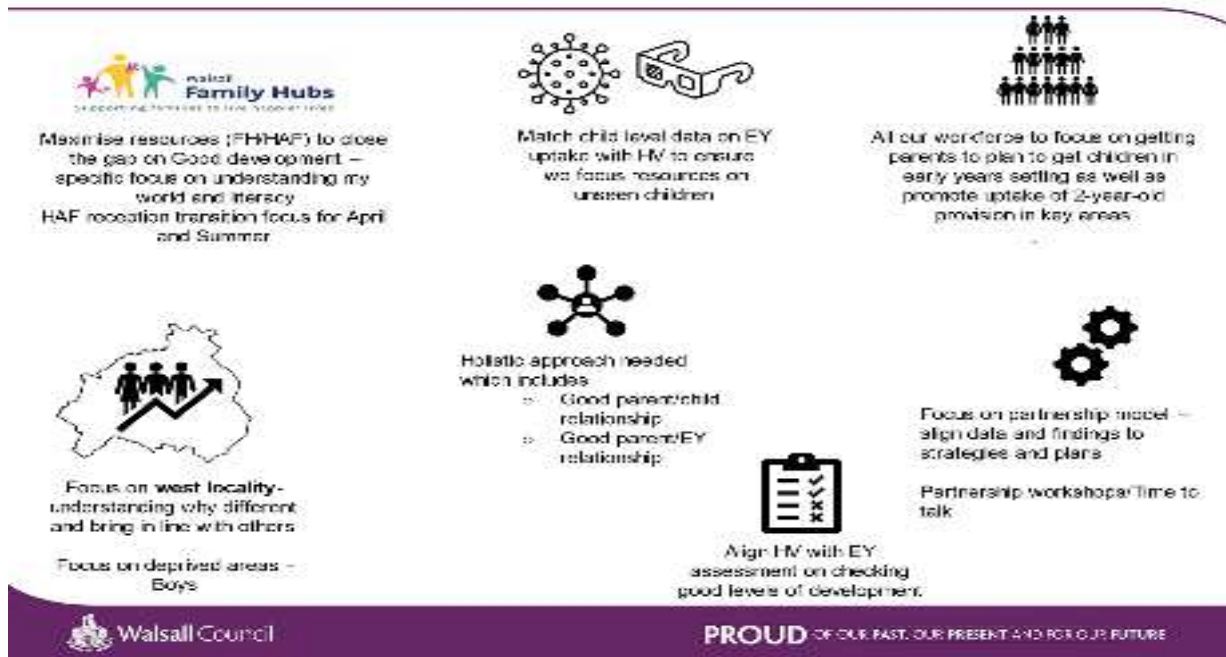 Walsall
Family Hubs
Supporting families to live happier lives
Maximise resources (FH/HAF) to close
the gap on Good development –
specific focus on understanding my
world and literacy
HAF reception transition focus for April
and Summer
Match child level data on EY
uptake with HV to ensure
we focus resources on
unseen children
All our workforce to focus on getting
parents to plan to get children in
early years setting as well as
promote uptake of 2-year-old
provision in key areas
Focus on west locality-
understanding why different
and bring in line with others
Focus on deprived areas –
Boys
Holistic approach needed
which includes
Good parent/child
relationship
Good parent/EY
relationship
Align HV with EY
assessment on checking
good levels of development
Focus on partnership model –
align data and findings to
strategies and plans
Partnership workshops/Time to
talk
Walsall Council
PROUD OF OUR PAST, OUR PRESENT AND FOR OUR FUTURE